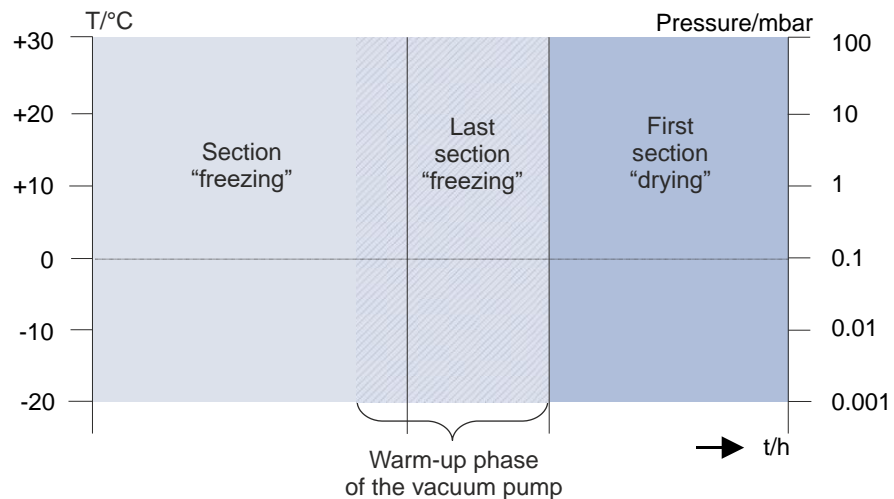 T/°C
Pressure/mbar
+30
+20
+10
0
-10
-20
100
10
1
0.1
0.01
0.001
Section
“freezing”
Last
section
“freezing”
First
section
“drying”
t/h
Warm-up phase
of the vacuum pump